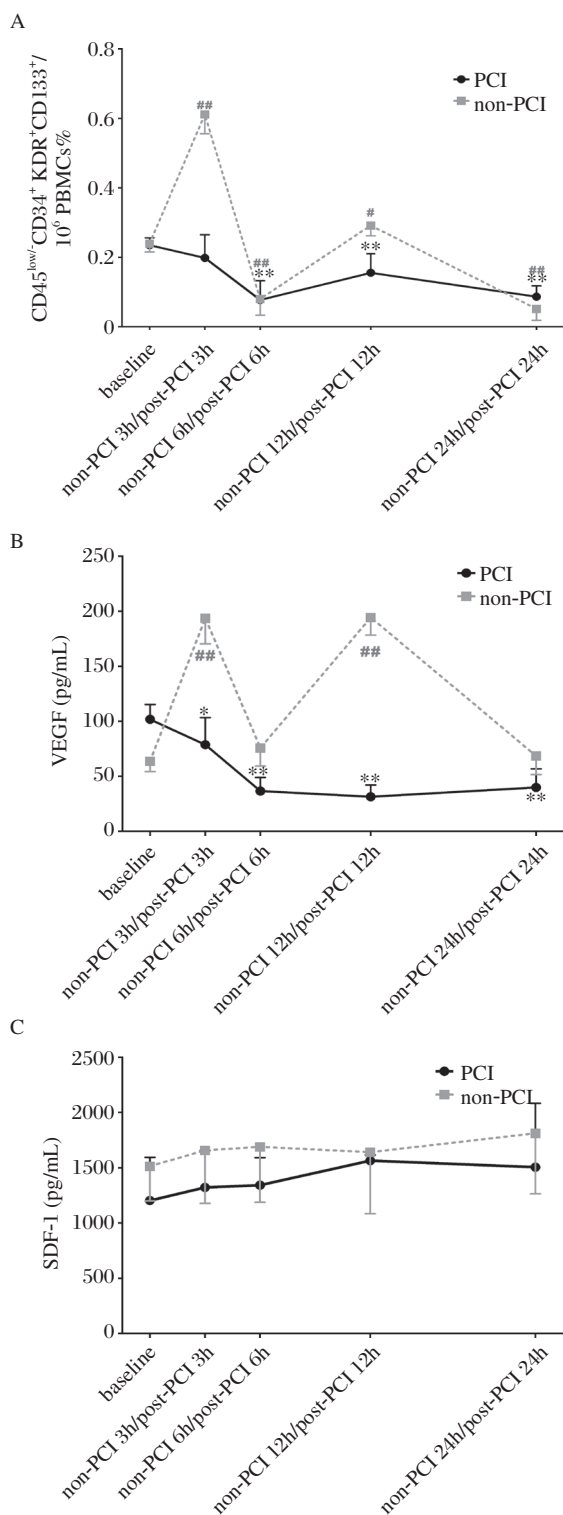 A
CD45low/-CD34+ KDR+CD133+/
10⁶ PBMCs%
0.8
0.6
0.4
0.2
0
PCI
non-PCI
##
##
**
#
**
##
**
baseline
non-PCI 3h/post-PCI 3h
non-PCI 6h/post-PCI 6h
non-PCI 12h/post-PCI 12h
non-PCI 24h/post-PCI 24h
B
VEGF (pg/mL)
250
200
150
100
50
0
PCI
non-PCI
*
##
**
##
**
**
baseline
non-PCI 3h/post-PCI 3h
non-PCI 6h/post-PCI 6h
non-PCI 12h/post-PCI 12h
non-PCI 24h/post-PCI 24h
C
SDF-1 (pg/mL)
2500
2000
1500
1000
500
0
PCI
non-PCI
baseline
non-PCI 3h/post-PCI 3h
non-PCI 6h/post-PCI 6h
non-PCI 12h/post-PCI 12h
non-PCI 24h/post-PCI 24h